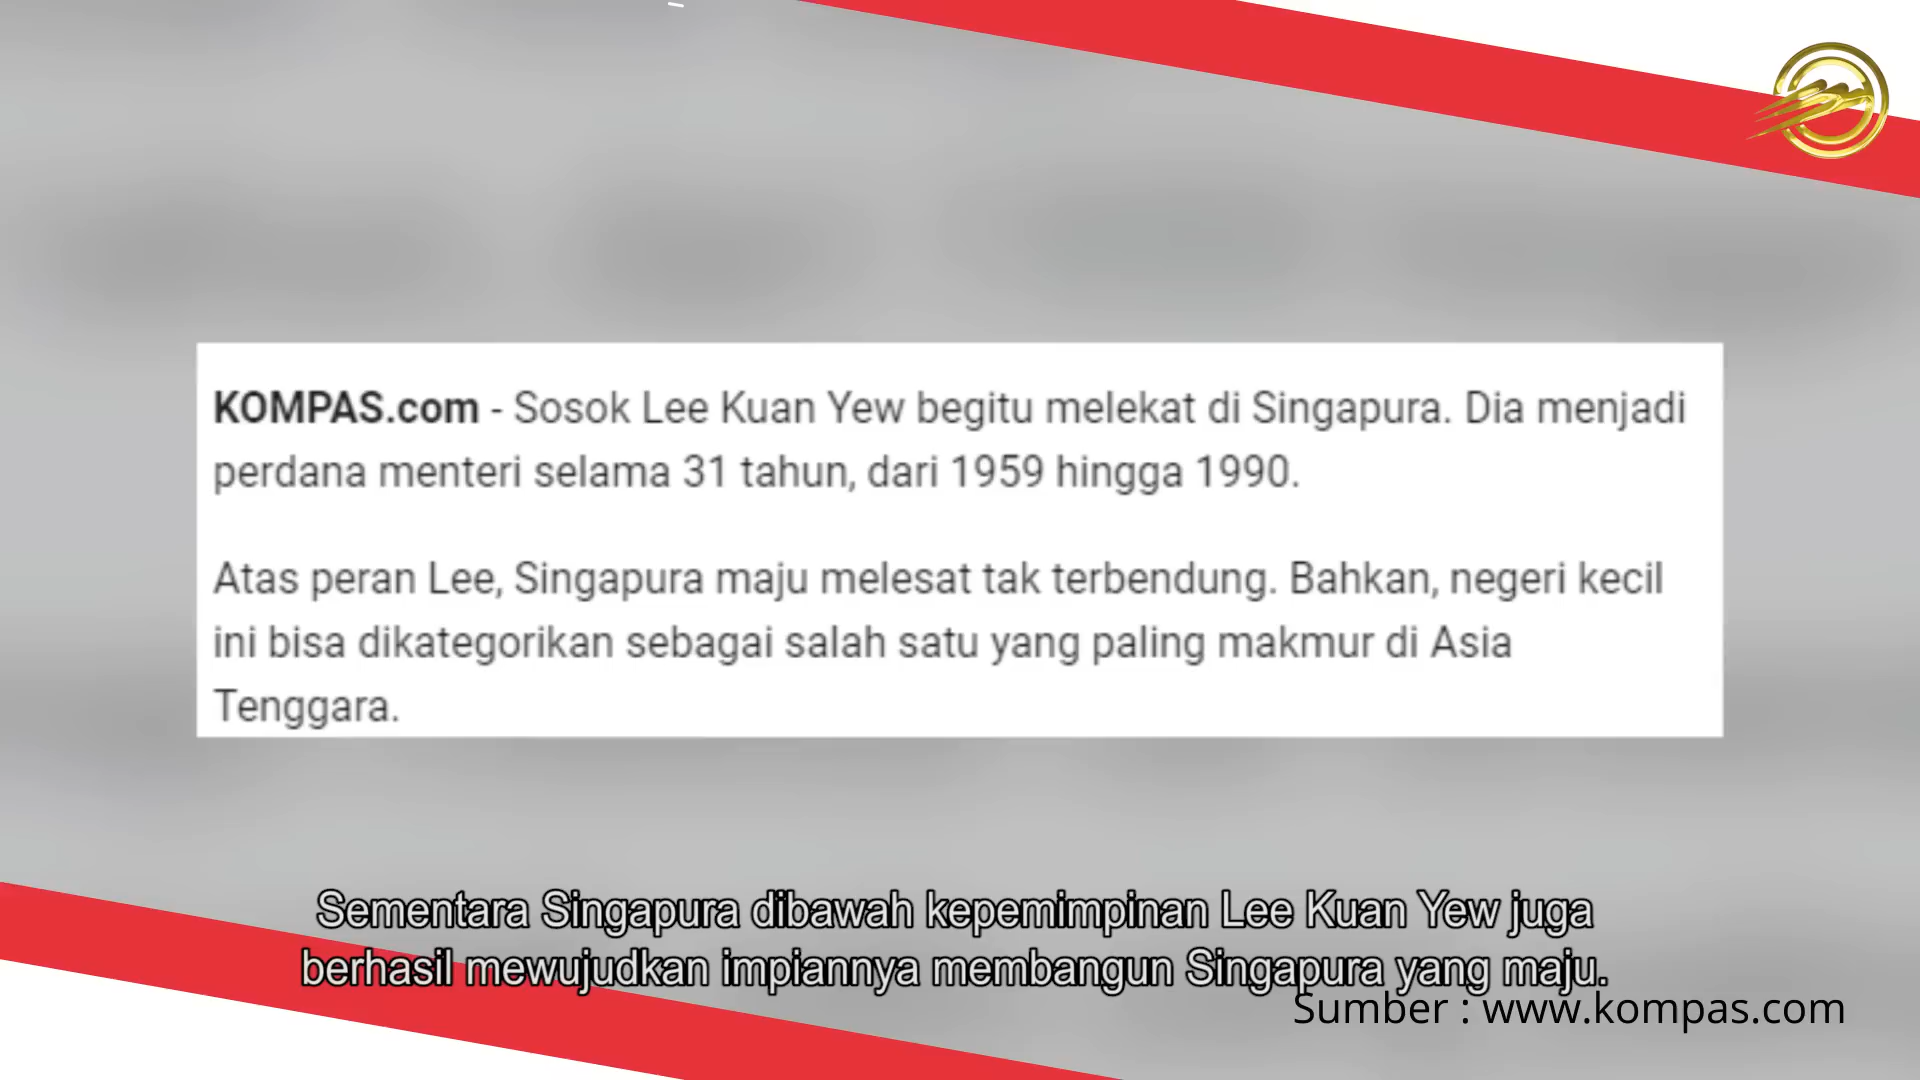 KOMPAS.com - Sosok Lee Kuan Yew begitu melekat di Singapura. Dia menjadi
perdana menteri selama 31 tahun, dari 1959 hingga 1990.
Atas peran Lee, Singapura maju melesat tak terbendung. Bahkan, negeri kecil
ini bisa dikategorikan sebagai salah satu yang paling makmur di Asia
Tenggara.
Sementara Singapura dibawah kepemimpinan Lee Kuan Yew juga
berhasil mewujudkan impiannya membangun Singapura yang maju.
Sumber : www.kompas.com